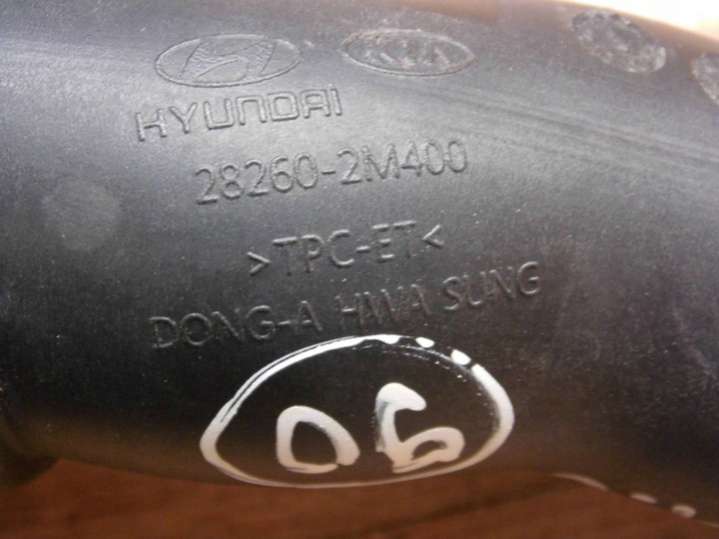 KIA
HYUNDAI
28260-2M400
>TPC-ET<
DONG-A HWA SUNG
06